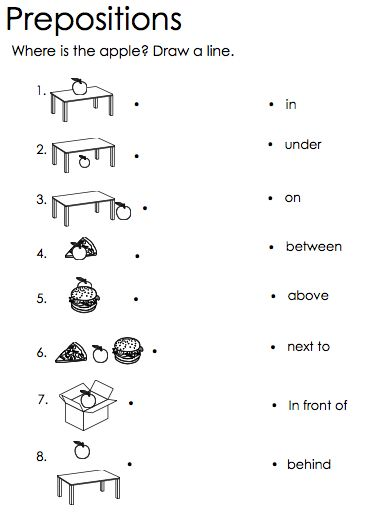 Prepositions
Where is the apple? Draw a line.
1. • • in
2. • • under
3. • • on
4. • • between
5. • • above
6. • • next to
7. • • In front of
8. • • behind